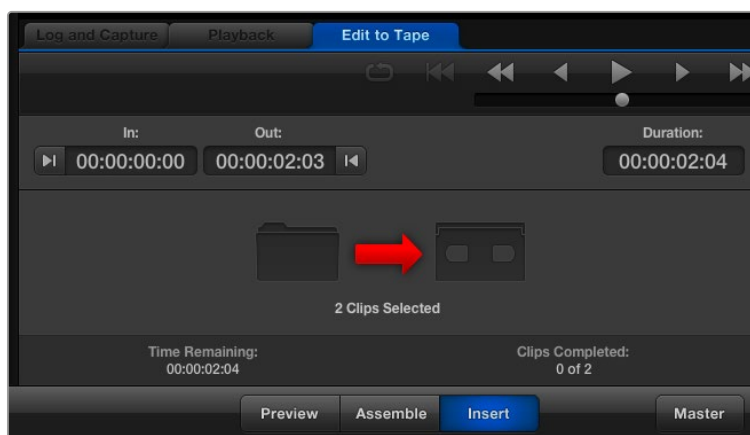 Log and Capture Playback Edit to Tape
In: Out: Duration:
00:00:00:00 00:00:02:03 00:00:02:04
2 Clips Selected
Time Remaining: Clips Completed:
00:00:02:04 0 of 2
Preview Assemble Insert Master